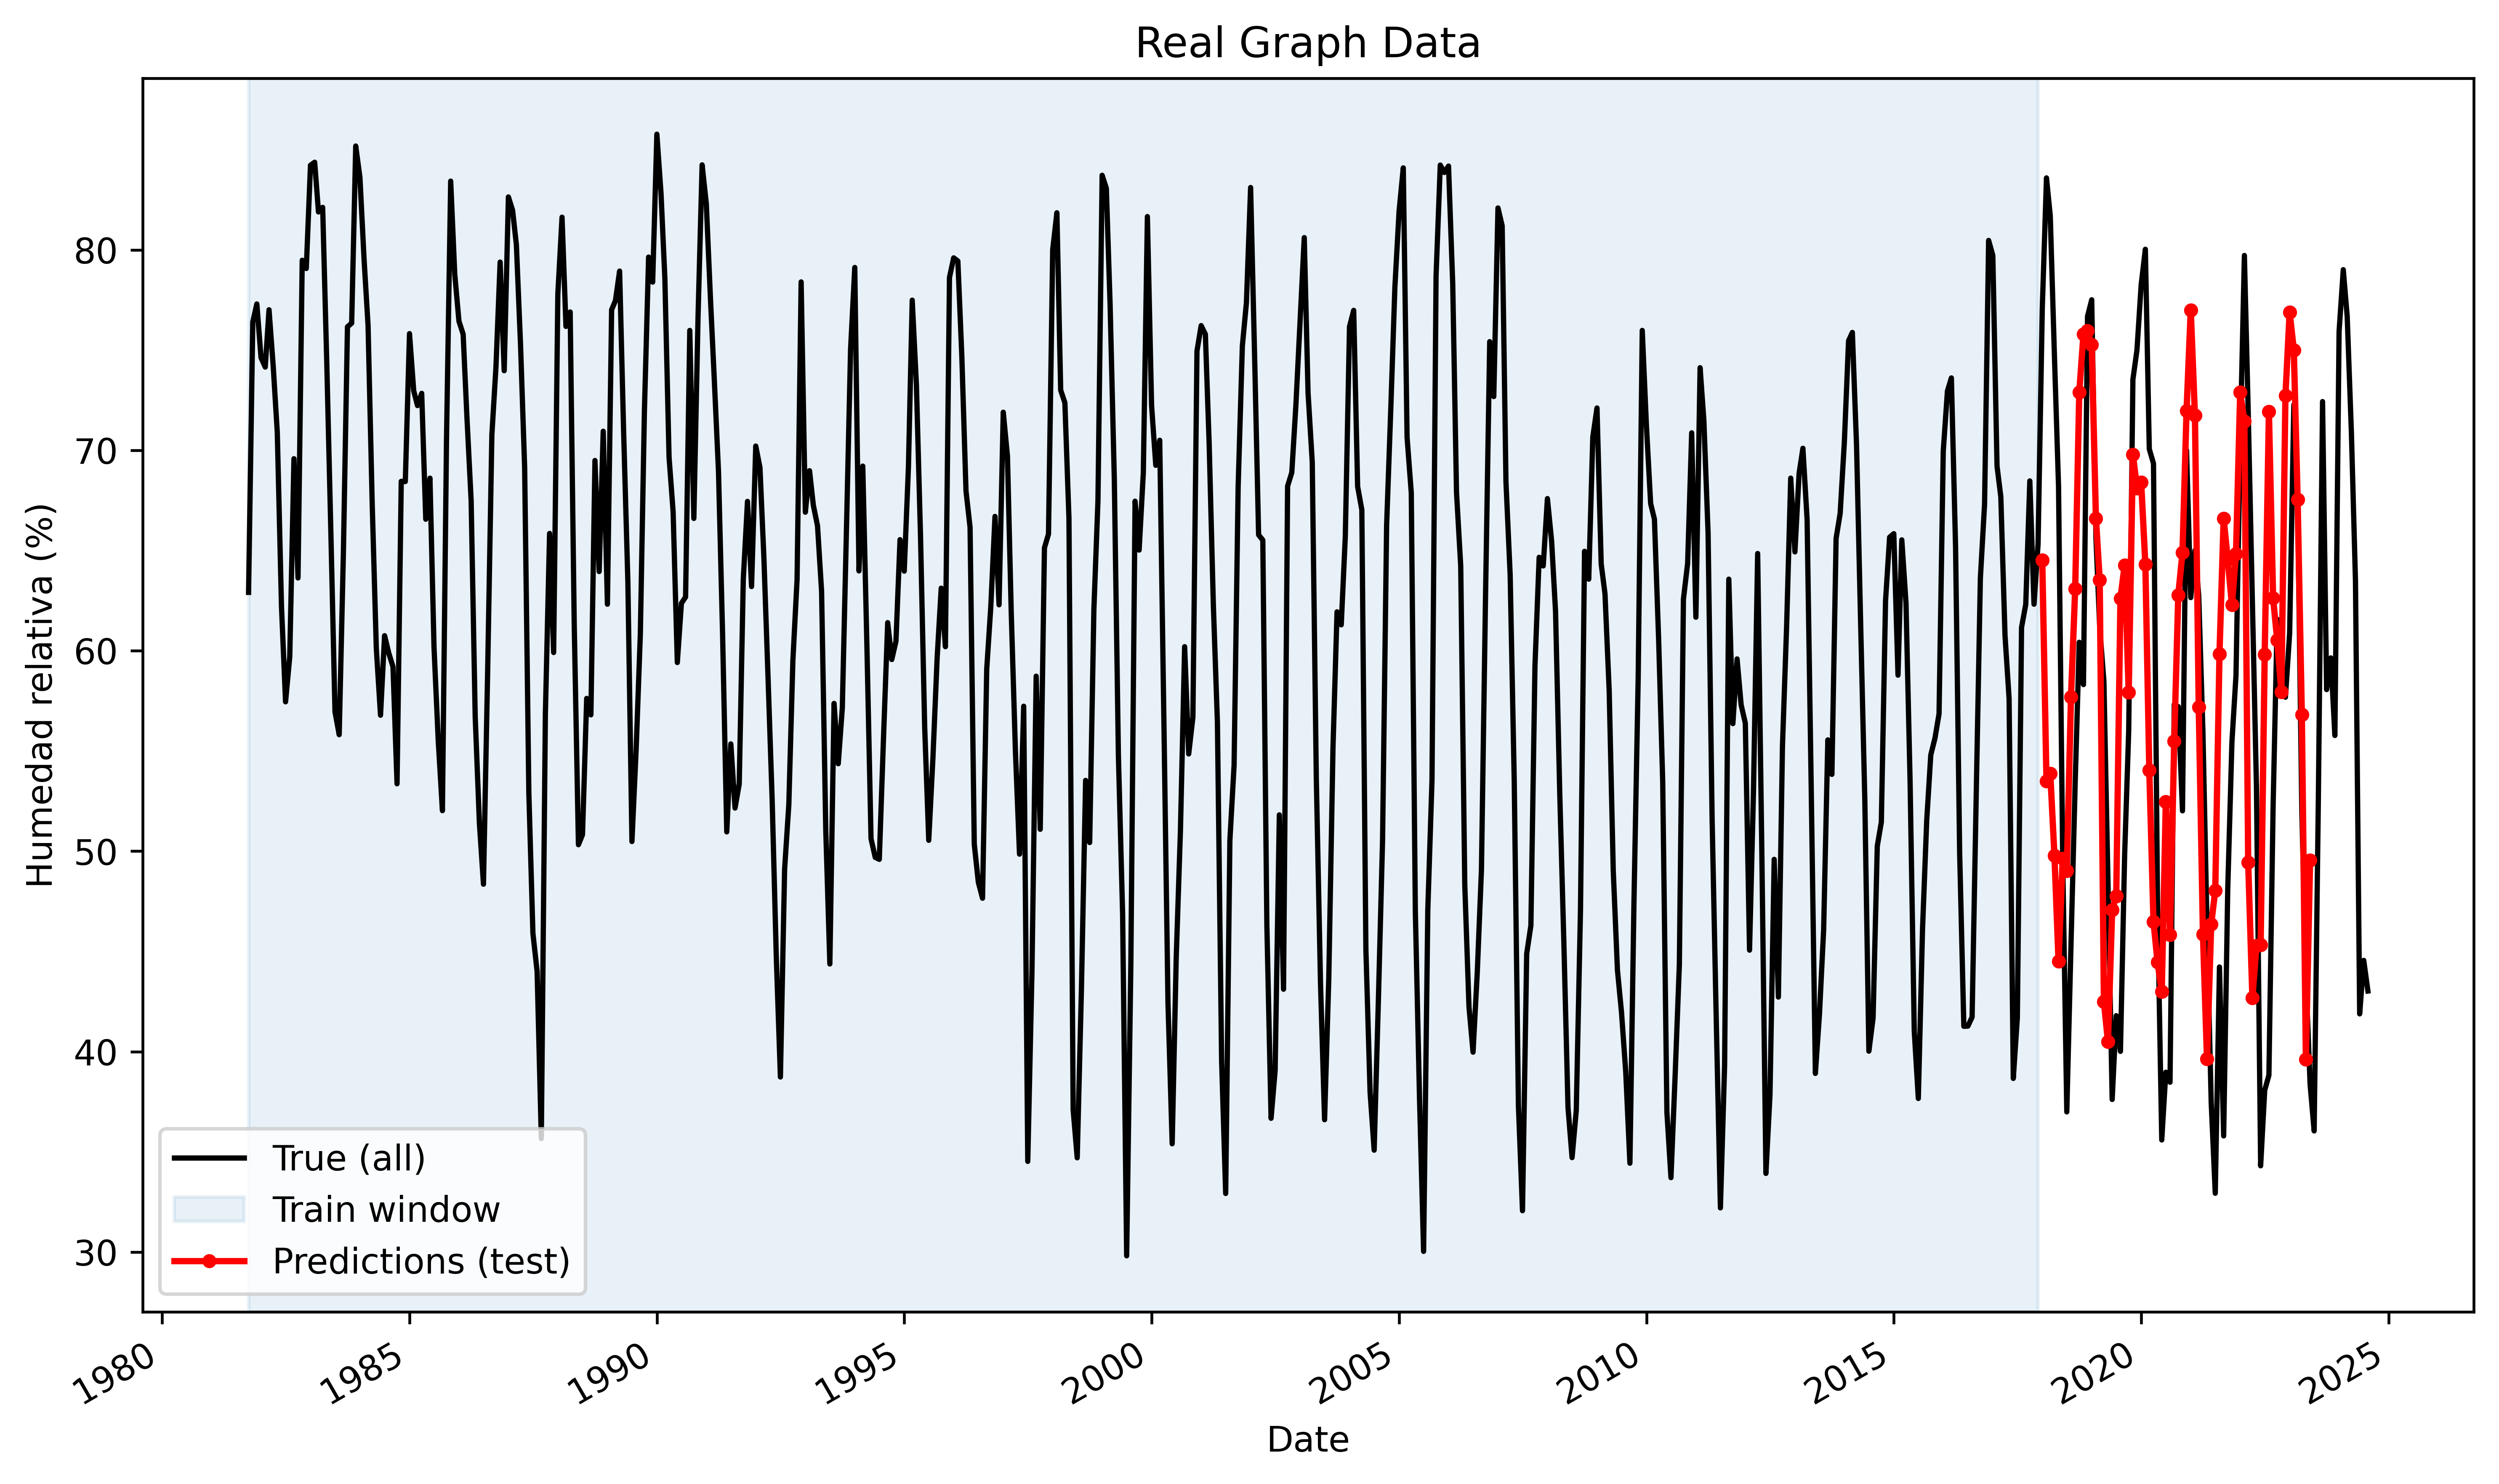 Real Graph Data
Humedad relativa (%)
80
70
60
50
40
30
True (all)
Train window
Predictions (test)
1980
1985
1990
1995
2000
2005
2010
2015
2020
2025
Date